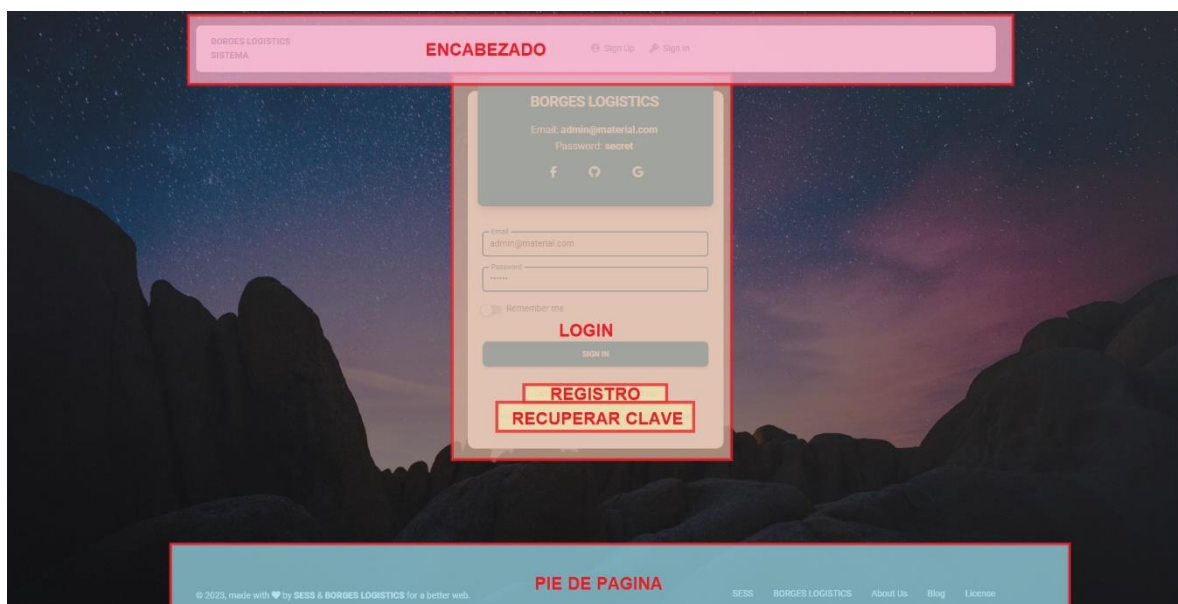 BORGES LOGISTICS
SISTEMA
ENCABEZADO
Sign Up
Sign In
BORGES LOGISTICS
Email: admin@material.com
Password: secret
Email
admin@material.com
Password
••••••
Remember me
LOGIN
SIGN IN
REGISTRO
RECUPERAR CLAVE
PIE DE PAGINA
© 2023, made with ♥ by SESS & BORGES LOGISTICS for a better web.
SESS BORGES LOGISTICS About Us Blog License